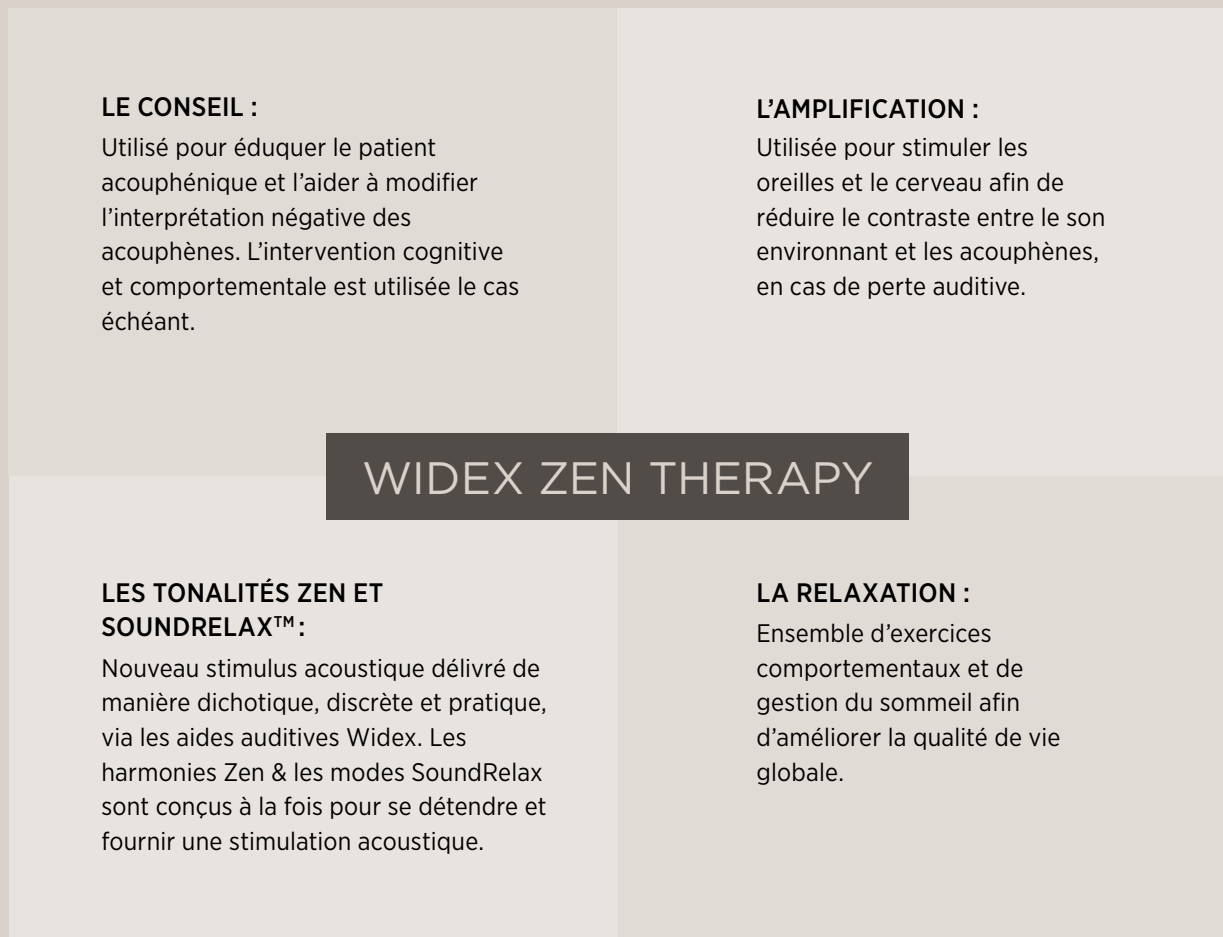 LE CONSEIL :
Utilisé pour éduquer le patient
acouphénique et l’aider à modifier
l’interprétation négative des
acouphènes. L’intervention cognitive
et comportementale est utilisée le cas
échéant.
L’AMPLIFICATION :
Utilisée pour stimuler les
oreilles et le cerveau afin de
réduire le contraste entre le son
environnant et les acouphènes,
en cas de perte auditive.
WIDEX ZEN THERAPY
LES TONALITÉS ZEN ET
SOUNDRELAX™ :
Nouveau stimulus acoustique délivré de
manière dichotique, discrète et pratique,
via les aides auditives Widex. Les
harmonies Zen & les modes SoundRelax
sont conçus à la fois pour se détendre et
fournir une stimulation acoustique.
LA RELAXATION :
Ensemble d’exercices
comportementaux et de
gestion du sommeil afin
d’améliorer la qualité de vie
globale.